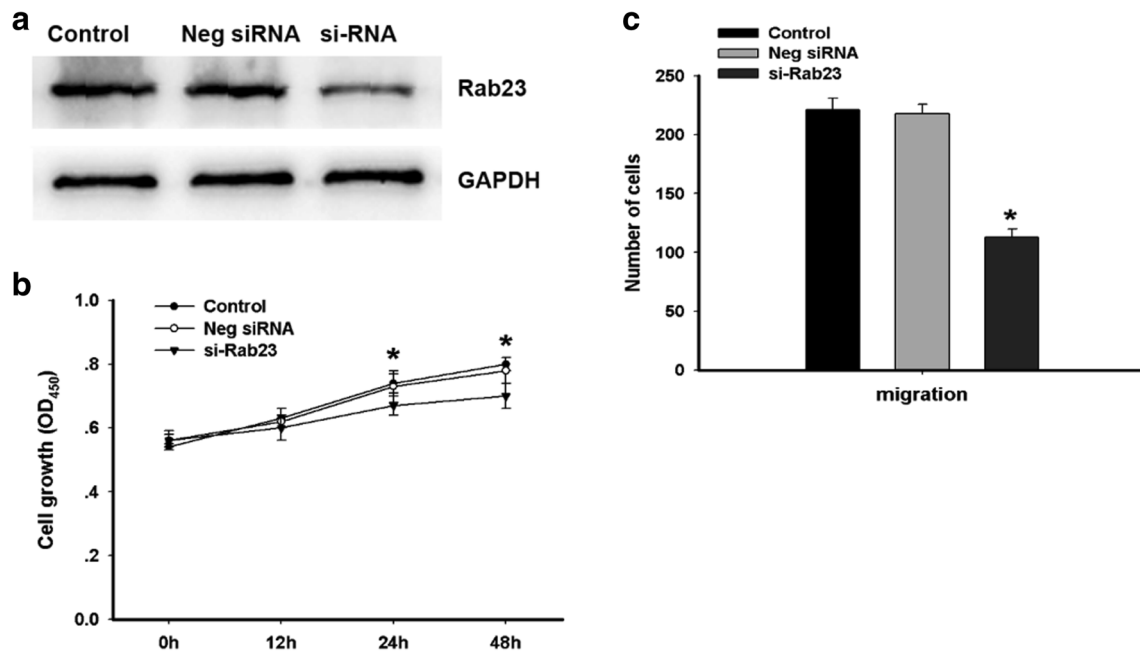 a
Control Neg siRNA si-RNA
Rab23
GAPDH
b
Control
Neg siRNA
si-Rab23
* *
Cell growth (OD450)
1.0
.8
.6
.4
.2
0.0
0h 12h 24h 48h
c
Control
Neg siRNA
si-Rab23
*
Number of cells
250
200
150
100
50
0
migration